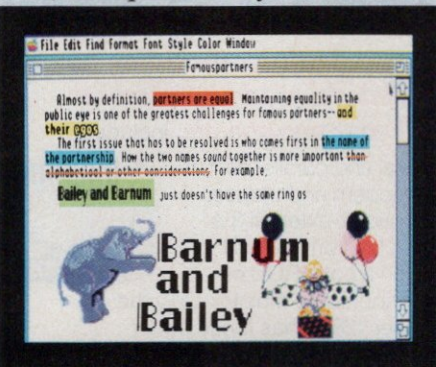 File Edit Find Format Font Style Color Window
Famouspartners
Almost by definition, partners are equal. Maintaining equality in the
public eye is one of the greatest challenges for famous partners--and
their egos.
The first issue that has to be resolved is who comes first in the name of
the partnership. How the two names sound together is more important than
alphabetical or other considerations. For example,
Bailey and Barnum just doesn't have the same ring as
Barnum
and
Bailey